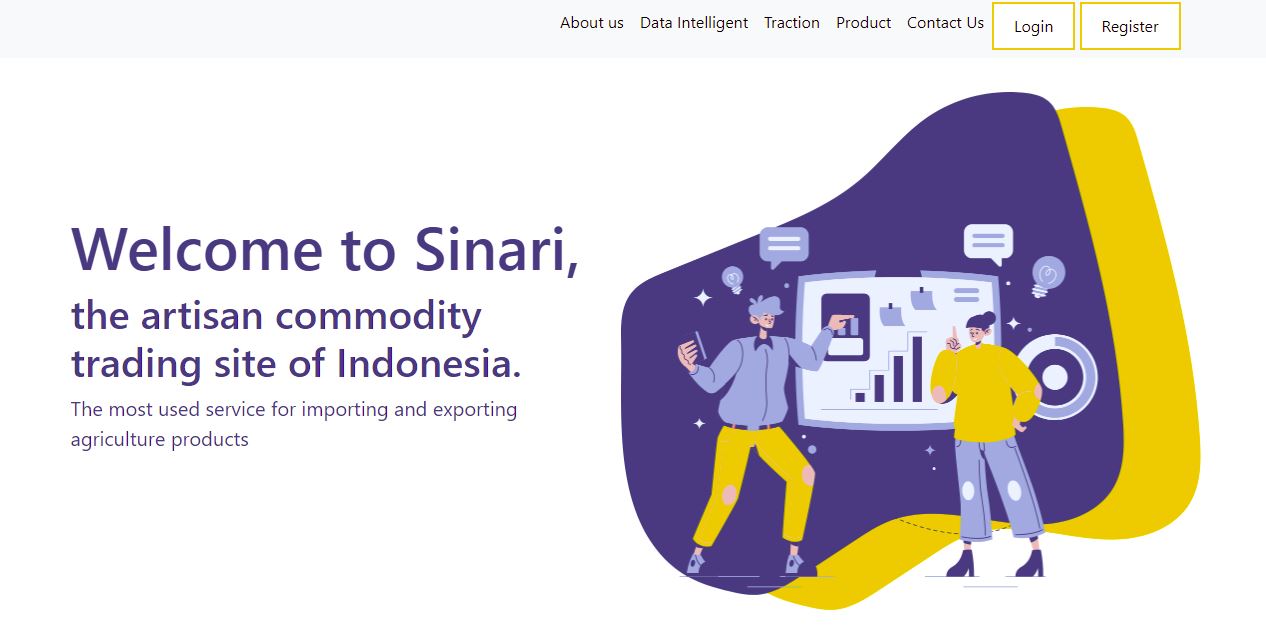 About us Data Intelligent Traction Product Contact Us Login Register
Welcome to Sinari,
the artisan commodity
trading site of Indonesia.
The most used service for importing and exporting
agriculture products